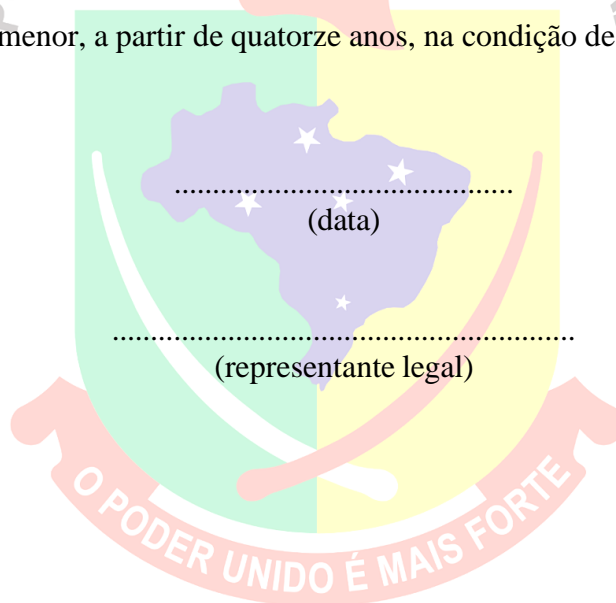 menor, a partir de quatorze anos, na condição de
.............................................
(data)
.............................................................
(representante legal)
O PODER UNIDO É MAIS FORTE